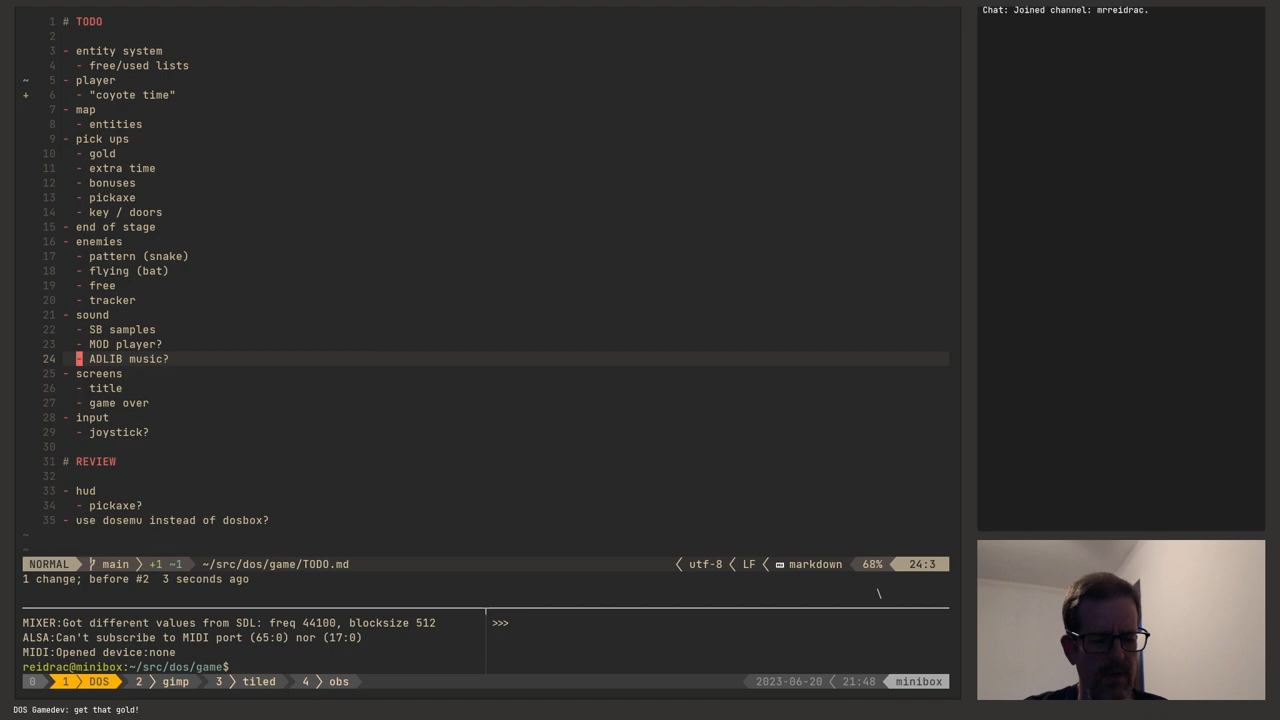 Chat: Joined channel: mrreidrac.
1 # TODO
2
3 - entity system
4 - free/used lists
~ 5 - player
+ 6 - "coyote time"
7 - map
8 - entities
9 - pick ups
10 - gold
11 - extra time
12 - bonuses
13 - pickaxe
14 - key / doors
15 - end of stage
16 - enemies
17 - pattern (snake)
18 - flying (bat)
19 - free
20 - tracker
21 - sound
22 - SB samples
23 - MOD player?
24 - ADLIB music?
25 - screens
26 - title
27 - game over
28 - input
29 - joystick?
30
31 # REVIEW
32
33 - hud
34 - pickaxe?
35 - use dosemu instead of dosbox?
~
~
NORMAL main +1 ~1 ~/src/dos/game/TODO.md utf-8 LF markdown 68% 24:3
1 change; before #2 3 seconds ago
\
MIXER:Got different values from SDL: freq 44100, blocksize 512
ALSA:Can't subscribe to MIDI port (65:0) nor (17:0)
MIDI:Opened device:none
reidrac@minibox:~/src/dos/game$
>>>
0 1 DOS 2 gimp 3 tiled 4 obs 2023-06-20 21:48 minibox
DOS Gamedev: get that gold!